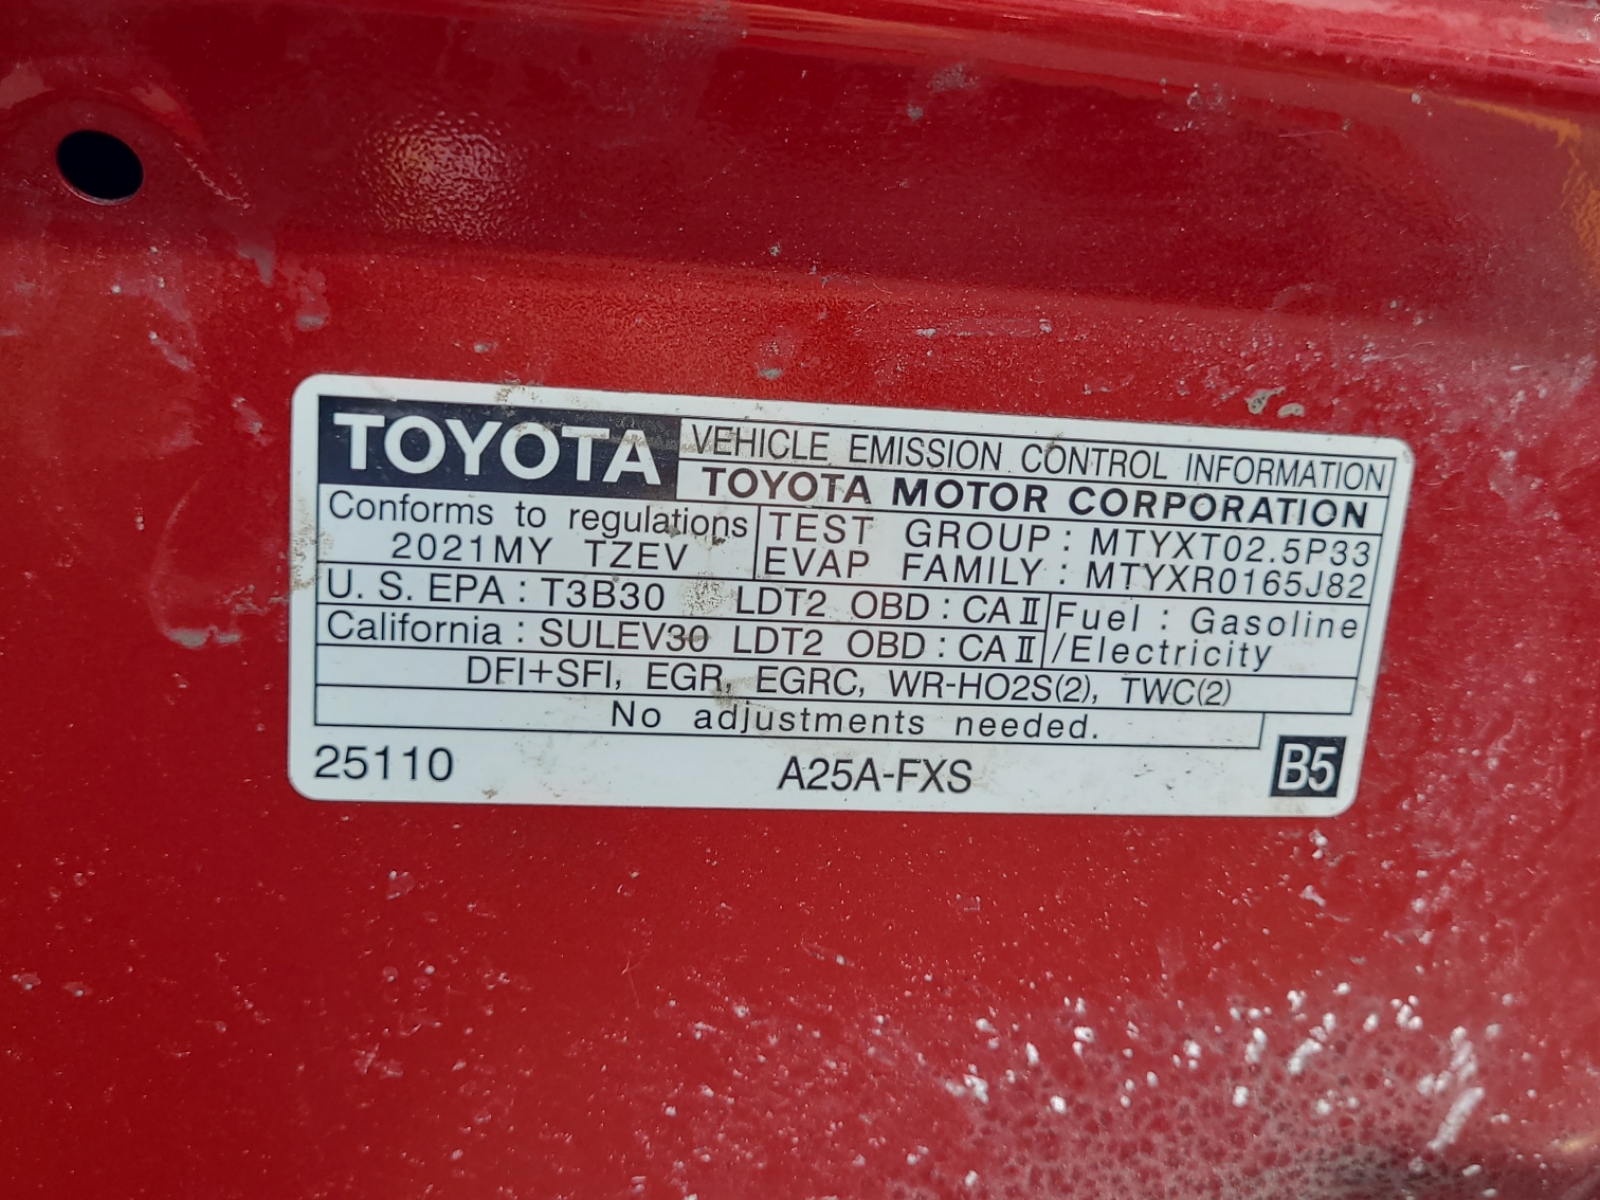 TOYOTA VEHICLE EMISSION CONTROL INFORMATION
TOYOTA MOTOR CORPORATION
Conforms to regulations
2021MY TZEV
TEST GROUP : MTYXT02.5P33
EVAP FAMILY : MTYXR0165J82
U. S. EPA : T3B30 LDT2 OBD : CA II
California : SULEV30 LDT2 OBD : CA II
Fuel : Gasoline
/Electricity
DFI+SFI, EGR, EGRC, WR-HO2S(2), TWC(2)
No adjustments needed.
25110 A25A-FXS B5